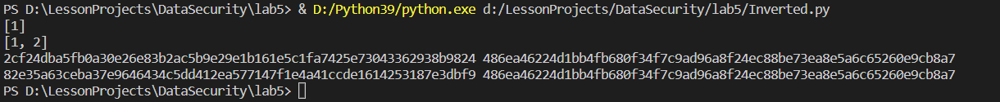 PS D:\LessonProjects\DataSecurity\lab5> & D:/Python39/python.exe d:/LessonProjects/DataSecurity/lab5/Inverted.py
[1]
[1, 2]
2cf24dba5fb0a30e26e83b2ac5b9e29e1b161e5c1fa7425e73043362938b9824 486ea46224d1bb4fb680f34f7c9ad96a8f24ec88be73ea8e5a6c65260e9cb8a7
82e35a63ceba37e9646434c5dd412ea577147f1e4a41ccde1614253187e3dbf9 486ea46224d1bb4fb680f34f7c9ad96a8f24ec88be73ea8e5a6c65260e9cb8a7
PS D:\LessonProjects\DataSecurity\lab5>